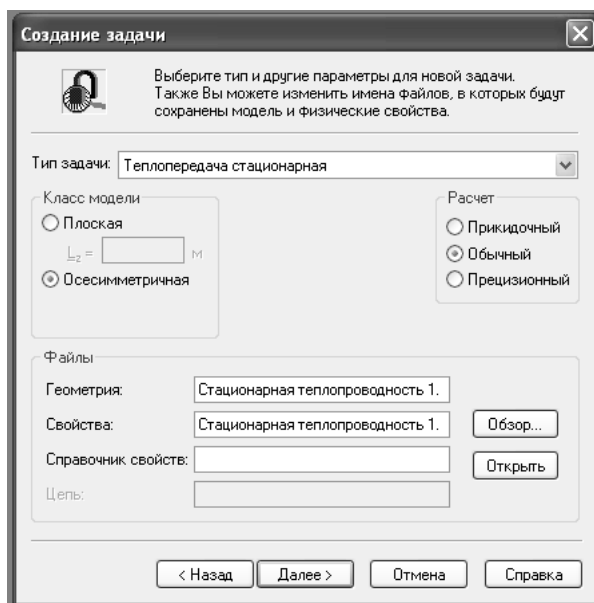 Создание задачи
Выберите тип и другие параметры для новой задачи.
Также Вы можете изменить имена файлов, в которых будут
сохранены модель и физические свойства.
Тип задачи: Теплопередача стационарная
Класс модели
Плоская
L₂ = м
Осесимметричная
Расчет
Прикидочный
Обычный
Прецизионный
Файлы
Геометрия: Стационарная теплопроводность 1.
Свойства: Стационарная теплопроводность 1. Обзор...
Справочник свойств: Открыть
Цепь:
< Назад Далее > Отмена Справка